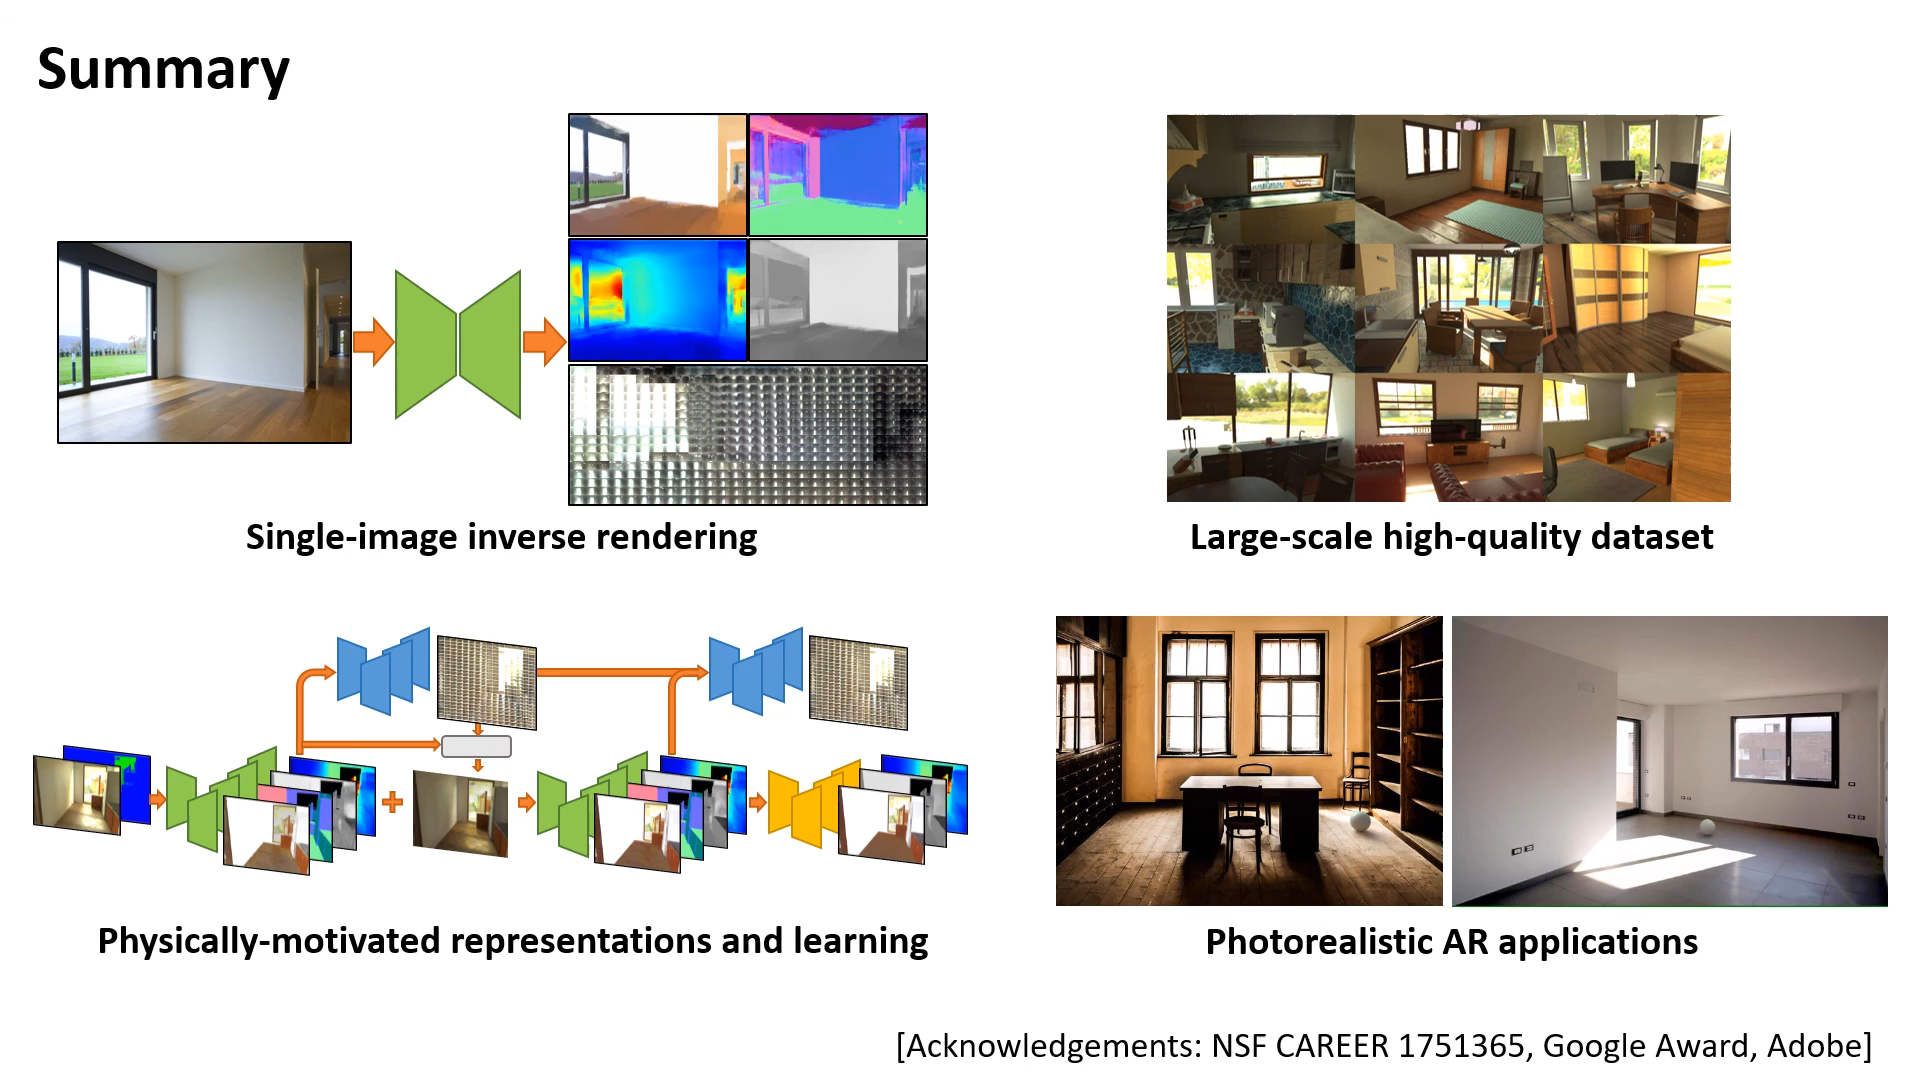 Summary
Single-image inverse rendering
Large-scale high-quality dataset
Physically-motivated representations and learning
Photorealistic AR applications
[Acknowledgements: NSF CAREER 1751365, Google Award, Adobe]